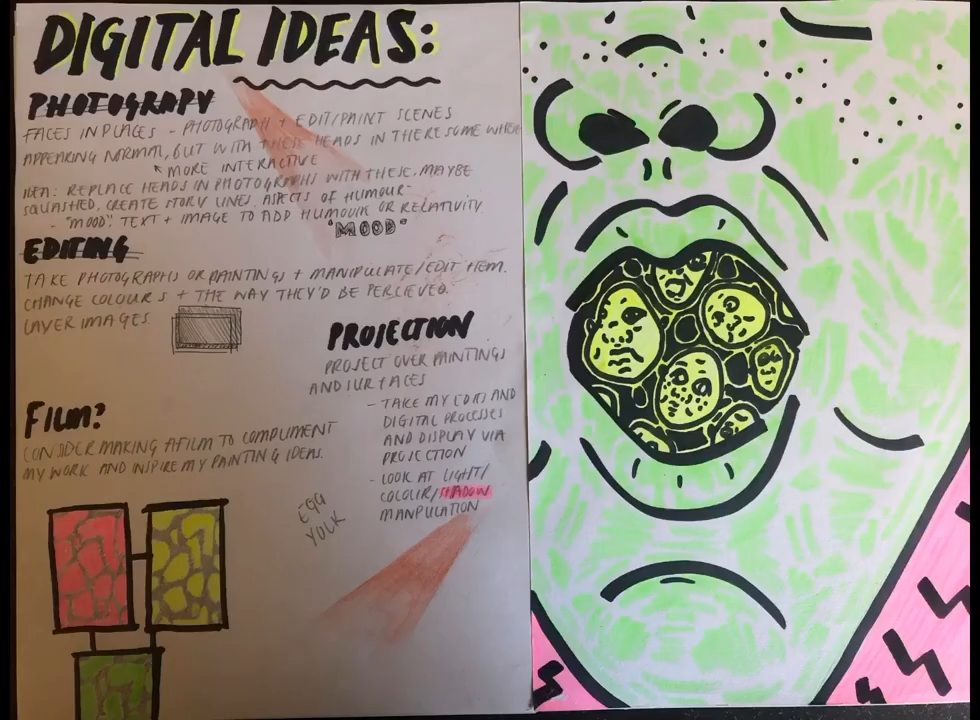 DIGITAL IDEAS:
PHOTOGRAPY
FACES IN PLACES - PHOTOGRAPH + EDIT/PAINT SCENES
APPEARING NORMAL, BUT WITH THESE HEADS IN THERE SOMEWHERE
MORE INTERACTIVE
IDEA: REPLACE HEADS IN PHOTOGRAPHS WITH THESE. MAYBE
SQUASHED. CREATE STORY LINES. ASPECTS OF HUMOUR-
- "MOOD". TEXT + IMAGE TO ADD HUMOUR OR RELATIVITY
"MOOD"
EDITING
TAKE PHOTOGRAPHS OR PAINTINGS + MANIPULATE/EDIT THEM.
CHANGE COLOURS + THE WAY THEY'D BE PERCIEVED.
LAYER IMAGES.
PROJECTION
PROJECT OVER PAINTINGS
AND SURFACES
- TAKE MY EDITS AND
DIGITAL PROCESSES
AND DISPLAY VIA
PROJECTION
- LOOK AT LIGHT/
COLOUR/SHADOW
MANPULATION
FILM?
CONSIDER MAKING A FILM TO COMPLIMENT
MY WORK AND INSPIRE MY PAINTING IDEAS.
EGG
YOLK